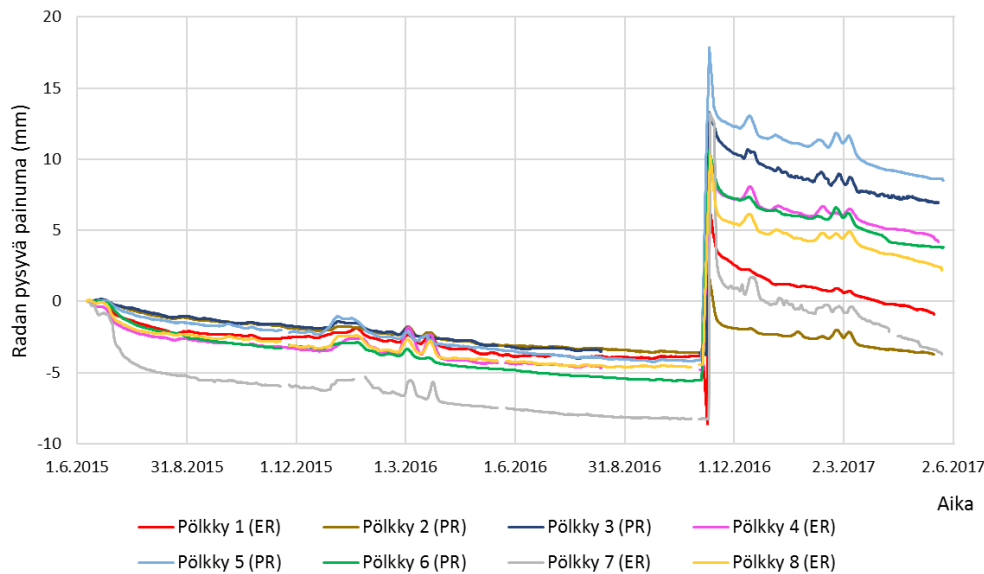 20
15
10
5
0
-5
-10
Radan pysyvä painuma (mm)
1.6.2015 31.8.2015 1.12.2015 1.3.2016 1.6.2016 31.8.2016 1.12.2016 2.3.2017 2.6.2017
Aika
Pölkky 1 (ER) Pölkky 2 (PR) Pölkky 3 (PR) Pölkky 4 (ER)
Pölkky 5 (PR) Pölkky 6 (PR) Pölkky 7 (ER) Pölkky 8 (ER)